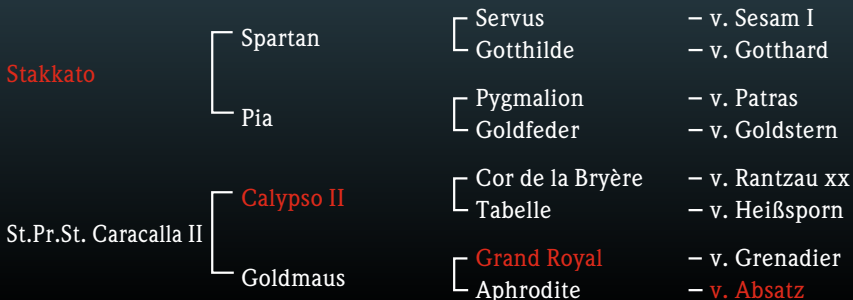 Servus – v. Sesam I
Spartan
Gotthilde – v. Gotthard
Stakkato
Pygmalion – v. Patras
Pia
Goldfeder – v. Goldstern
Cor de la Bryère – v. Rantzau xx
Calypso II
Tabelle – v. Heißsporn
St.Pr.St. Caracalla II
Grand Royal – v. Grenadier
Goldmaus
Aphrodite – v. Absatz